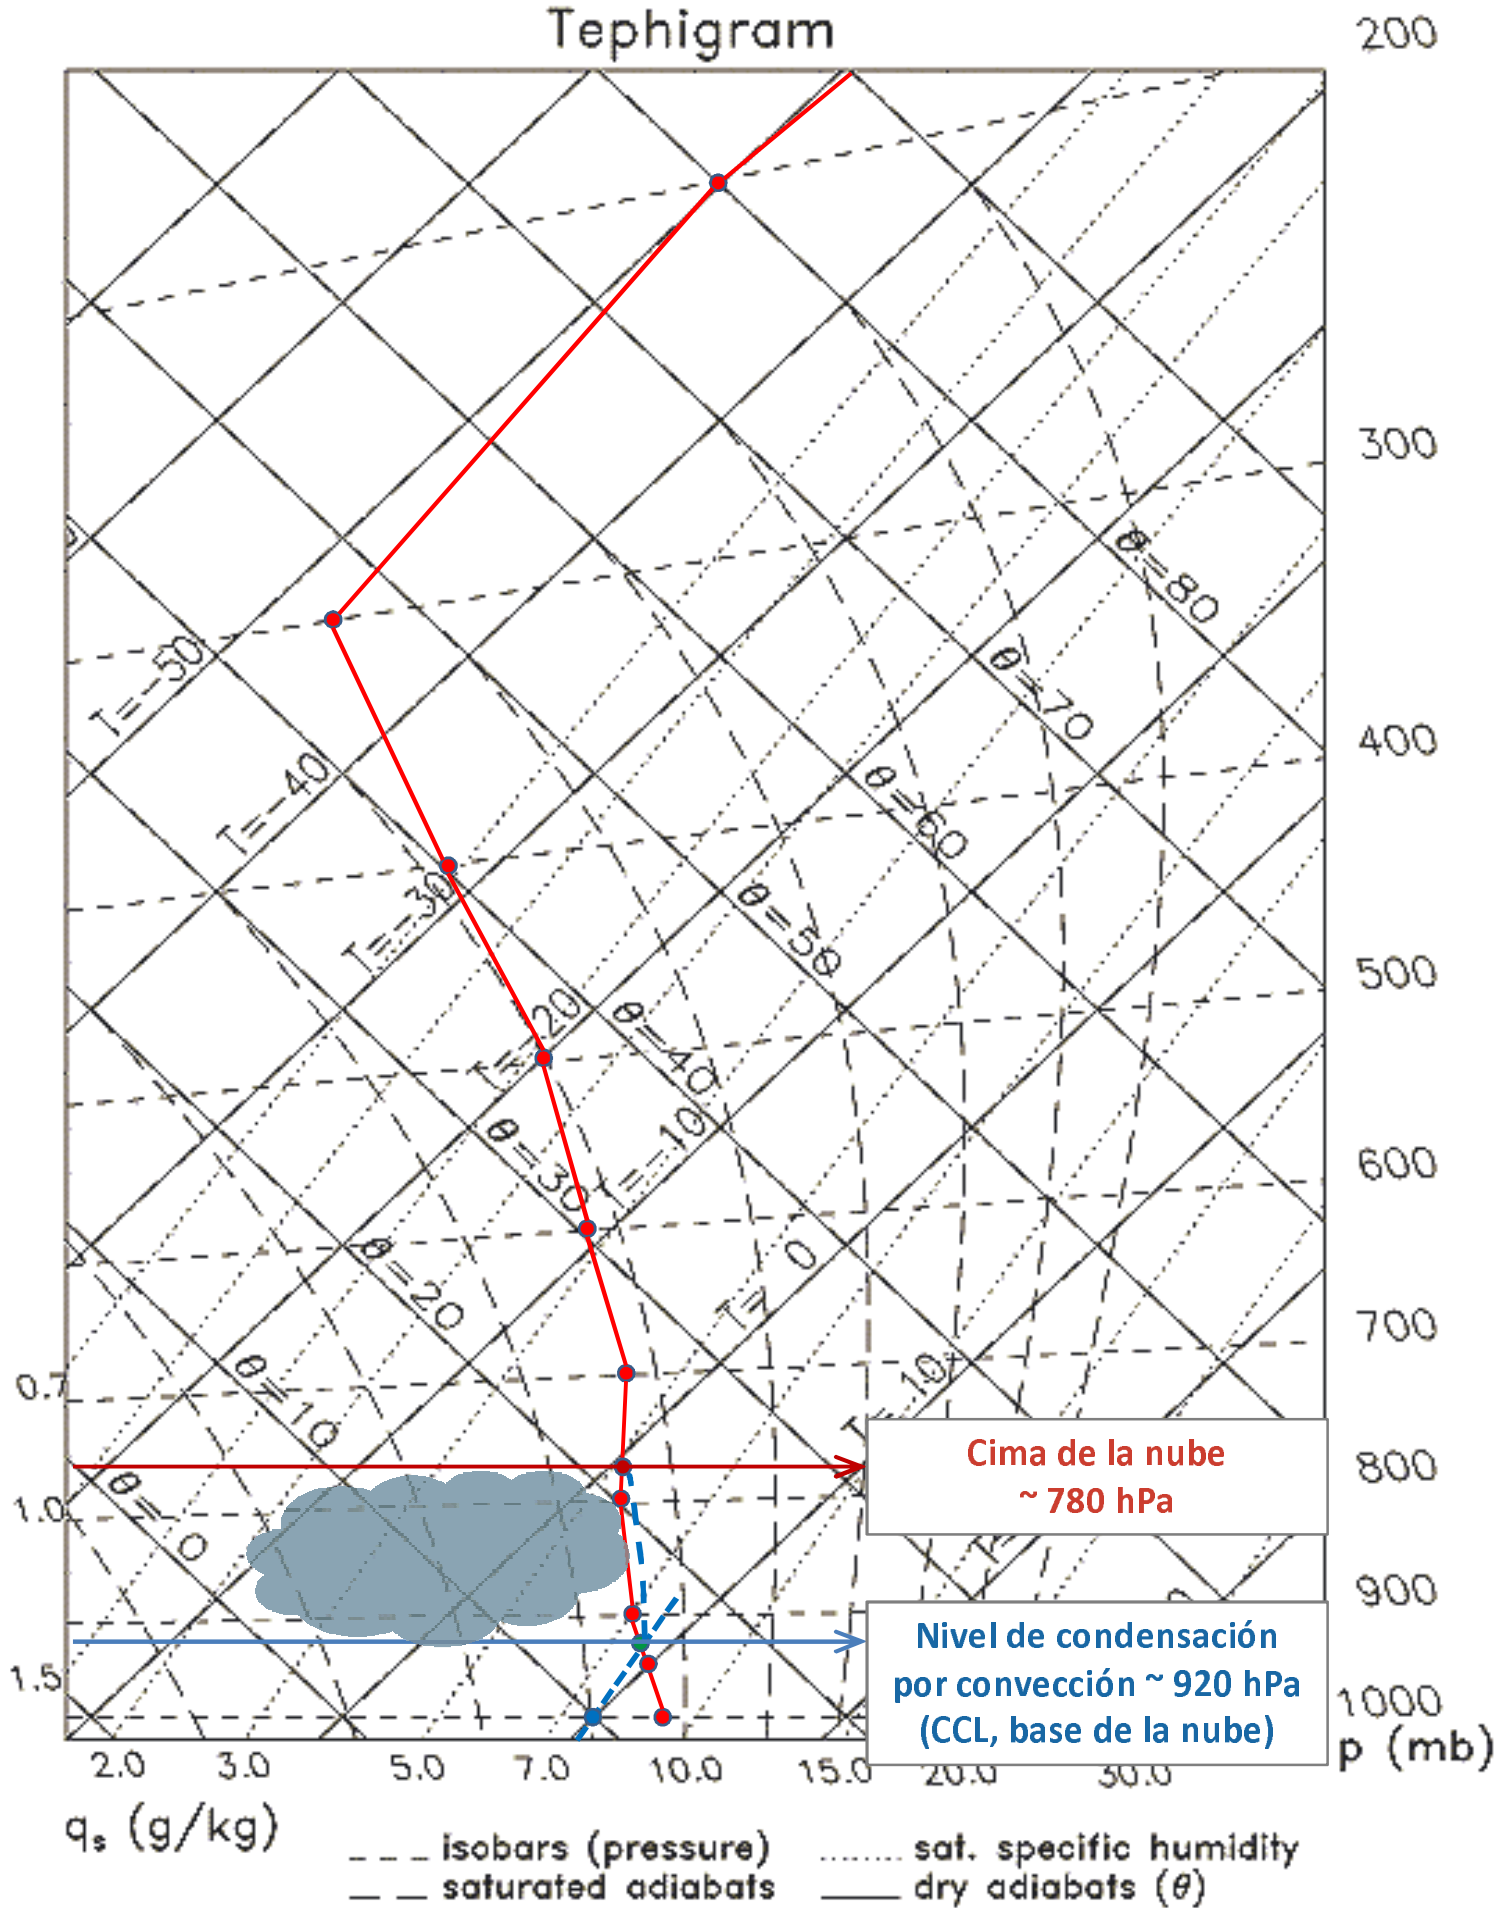 Tephigram
200
300
θ=80
T=-50
θ=70
400
T=-40
θ=60
T=-30
θ=50
500
T=-20
θ=40
θ=30
T=-10
600
θ=20
T=
0
700
0.7
θ=10
10
Cima de la nube
~ 780 hPa
800
1.0
θ=
0
T=
900
Nivel de condensación
por convección ~ 920 hPa
(CCL, base de la nube)
1.5
1000
p (mb)
2.0 3.0 5.0 7.0 10.0 15.0 20.0 30.0
qs (g/kg)
isobars (pressure) sat. specific humidity
saturated adiabats dry adiabats (θ)